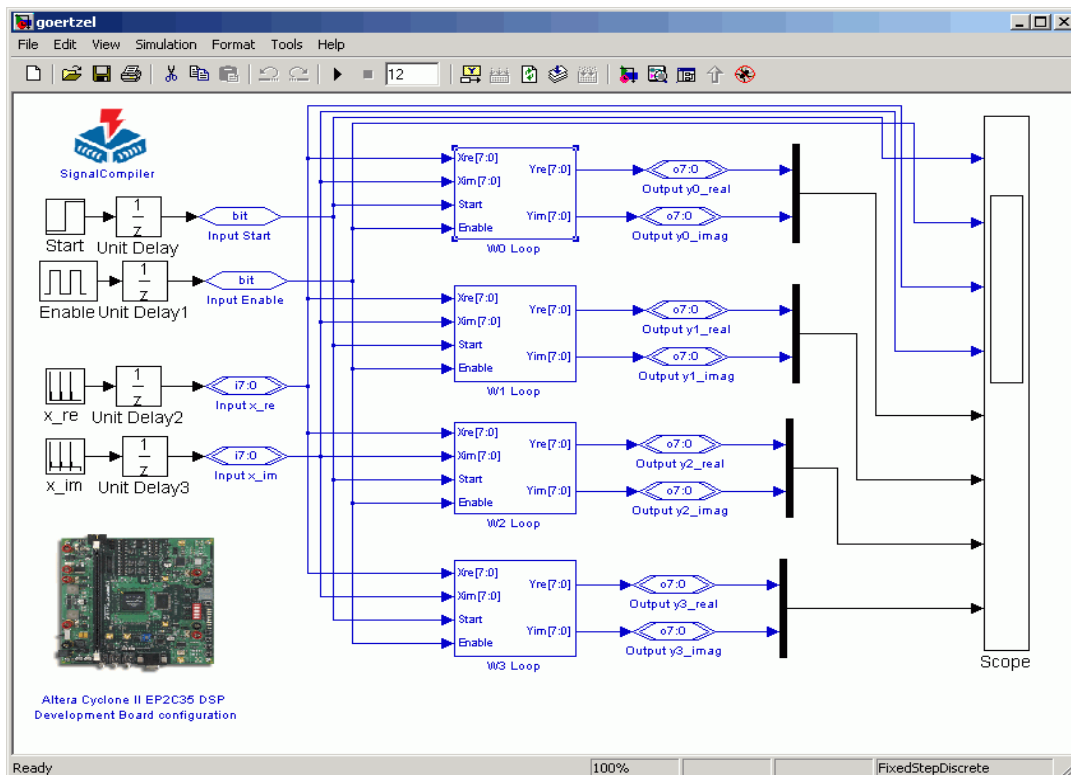 goertzel
File Edit View Simulation Format Tools Help
12
SignalCompiler
Start
1
z
Unit Delay
bit
Input Start
Enable
1
z
Unit Delay1
bit
Input Enable
x_re
1
z
Unit Delay2
i7:0
Input x_re
x_im
1
z
Unit Delay3
i7:0
Input x_im
Xre[7:0]
Xim[7:0]
Start
Enable
Yre[7:0]
Yim[7:0]
W0 Loop
o7:0
Output y0_real
o7:0
Output y0_imag
Xre[7:0]
Xim[7:0]
Start
Enable
Yre[7:0]
Yim[7:0]
W1 Loop
o7:0
Output y1_real
o7:0
Output y1_imag
Xre[7:0]
Xim[7:0]
Start
Enable
Yre[7:0]
Yim[7:0]
W2 Loop
o7:0
Output y2_real
o7:0
Output y2_imag
Xre[7:0]
Xim[7:0]
Start
Enable
Yre[7:0]
Yim[7:0]
W3 Loop
o7:0
Output y3_real
o7:0
Output y3_imag
Scope
Altera Cyclone II EP2C35 DSP
Development Board configuration
Ready 100% FixedStepDiscrete